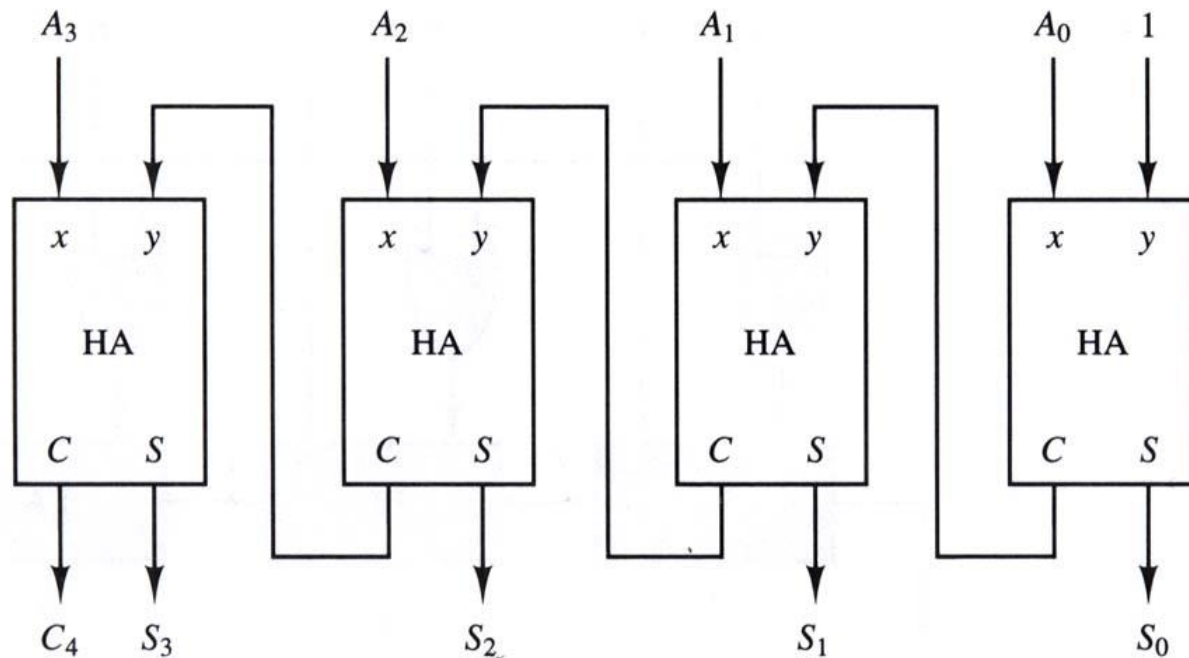 A₃ A₂ A₁ A₀ 1
x y x y x y x y
HA HA HA HA
C S C S C S C S
C₄ S₃ S₂ S₁ S₀